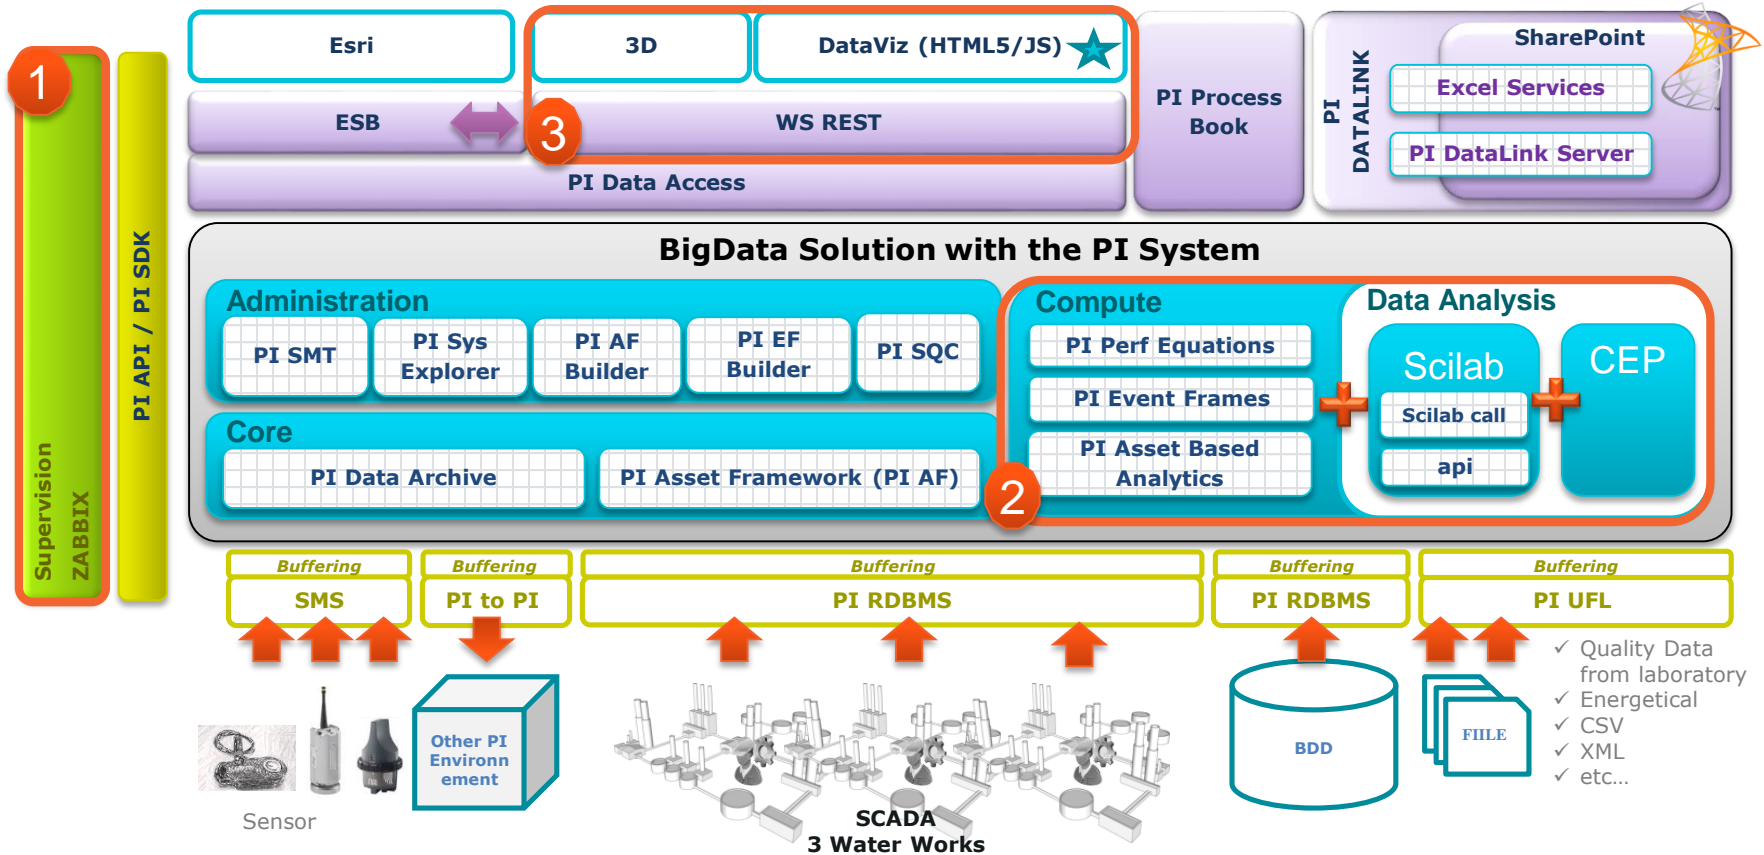 1
Supervision
ZABBIX
PI API / PI SDK
Esri
3D
DataViz (HTML5/JS)
ESB
3
WS REST
PI Data Access
PI Process
Book
PI
DATALINK
SharePoint
Excel Services
PI DataLink Server
BigData Solution with the PI System
Administration
PI SMT
PI Sys
Explorer
PI AF
Builder
PI EF
Builder
PI SQC
Core
PI Data Archive
PI Asset Framework (PI AF)
2
Compute
PI Perf Equations
PI Event Frames
PI Asset Based
Analytics
Data Analysis
Scilab
Scilab call
api
CEP
Buffering
SMS
Buffering
PI to PI
Buffering
PI RDBMS
Buffering
PI RDBMS
Buffering
PI UFL
Sensor
Other PI
Environn
ement
SCADA
3 Water Works
BDD
FIILE
✓ Quality Data
from laboratory
✓ Energetical
✓ CSV
✓ XML
✓ etc...